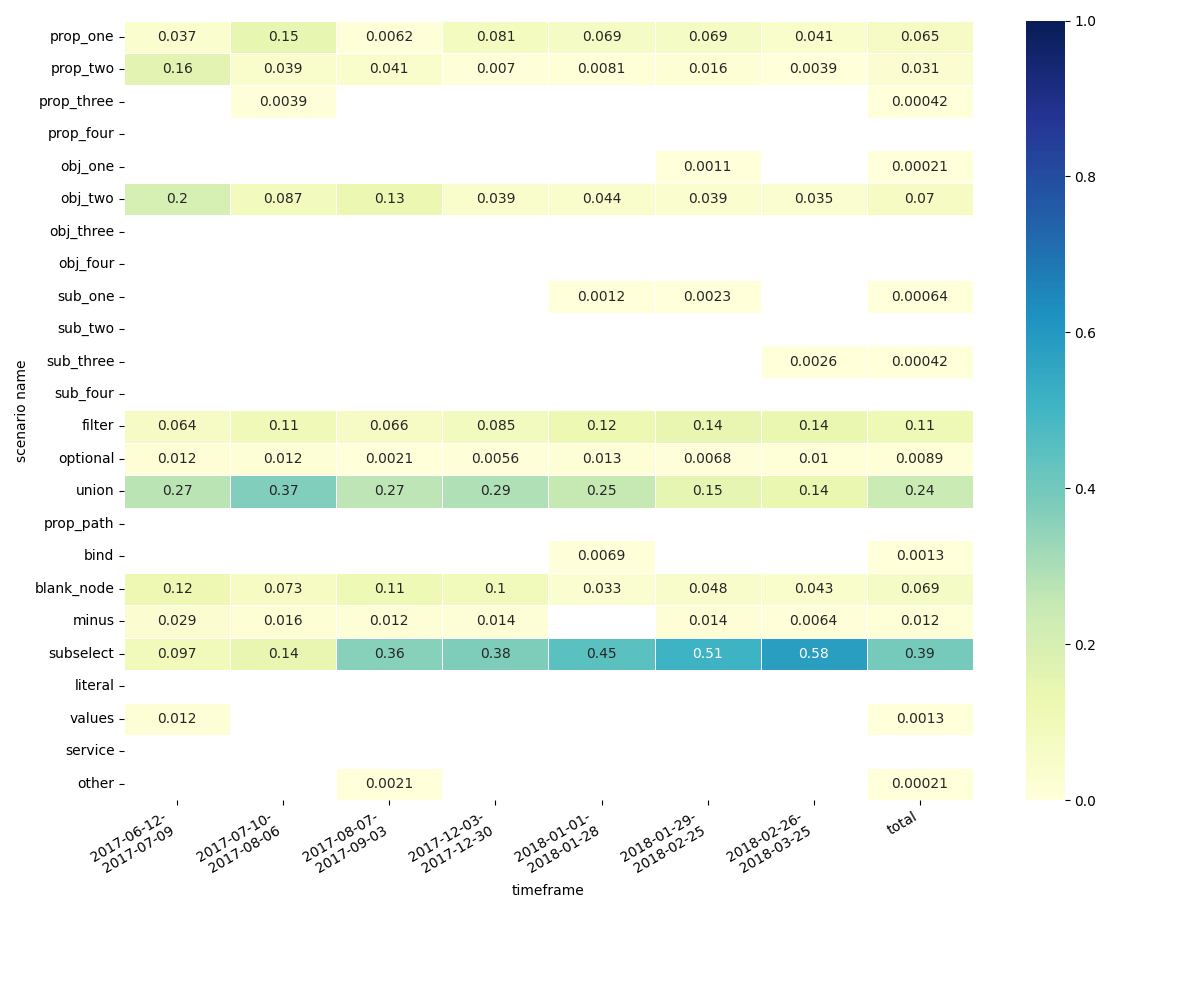 prop_one 0.037 0.15 0.0062 0.081 0.069 0.069 0.041 0.065
prop_two 0.16 0.039 0.041 0.007 0.0081 0.016 0.0039 0.031
prop_three 0.0039 0.00042
prop_four
obj_one 0.0011 0.00021
obj_two 0.2 0.087 0.13 0.039 0.044 0.039 0.035 0.07
obj_three
obj_four
sub_one 0.0012 0.0023 0.00064
sub_two
sub_three 0.0026 0.00042
sub_four
filter 0.064 0.11 0.066 0.085 0.12 0.14 0.14 0.11
optional 0.012 0.012 0.0021 0.0056 0.013 0.0068 0.01 0.0089
union 0.27 0.37 0.27 0.29 0.25 0.15 0.14 0.24
prop_path
bind 0.0069 0.0013
blank_node 0.12 0.073 0.11 0.1 0.033 0.048 0.043 0.069
minus 0.029 0.016 0.012 0.014 0.014 0.0064 0.012
subselect 0.097 0.14 0.36 0.38 0.45 0.51 0.58 0.39
literal
values 0.012 0.0013
service
other 0.0021 0.00021
scenario name
2017-06-12-
2017-07-09
2017-07-10-
2017-08-06
2017-08-07-
2017-09-03
2017-12-03-
2017-12-30
2018-01-01-
2018-01-28
2018-01-29-
2018-02-25
2018-02-26-
2018-03-25
total
timeframe
1.0
0.8
0.6
0.4
0.2
0.0